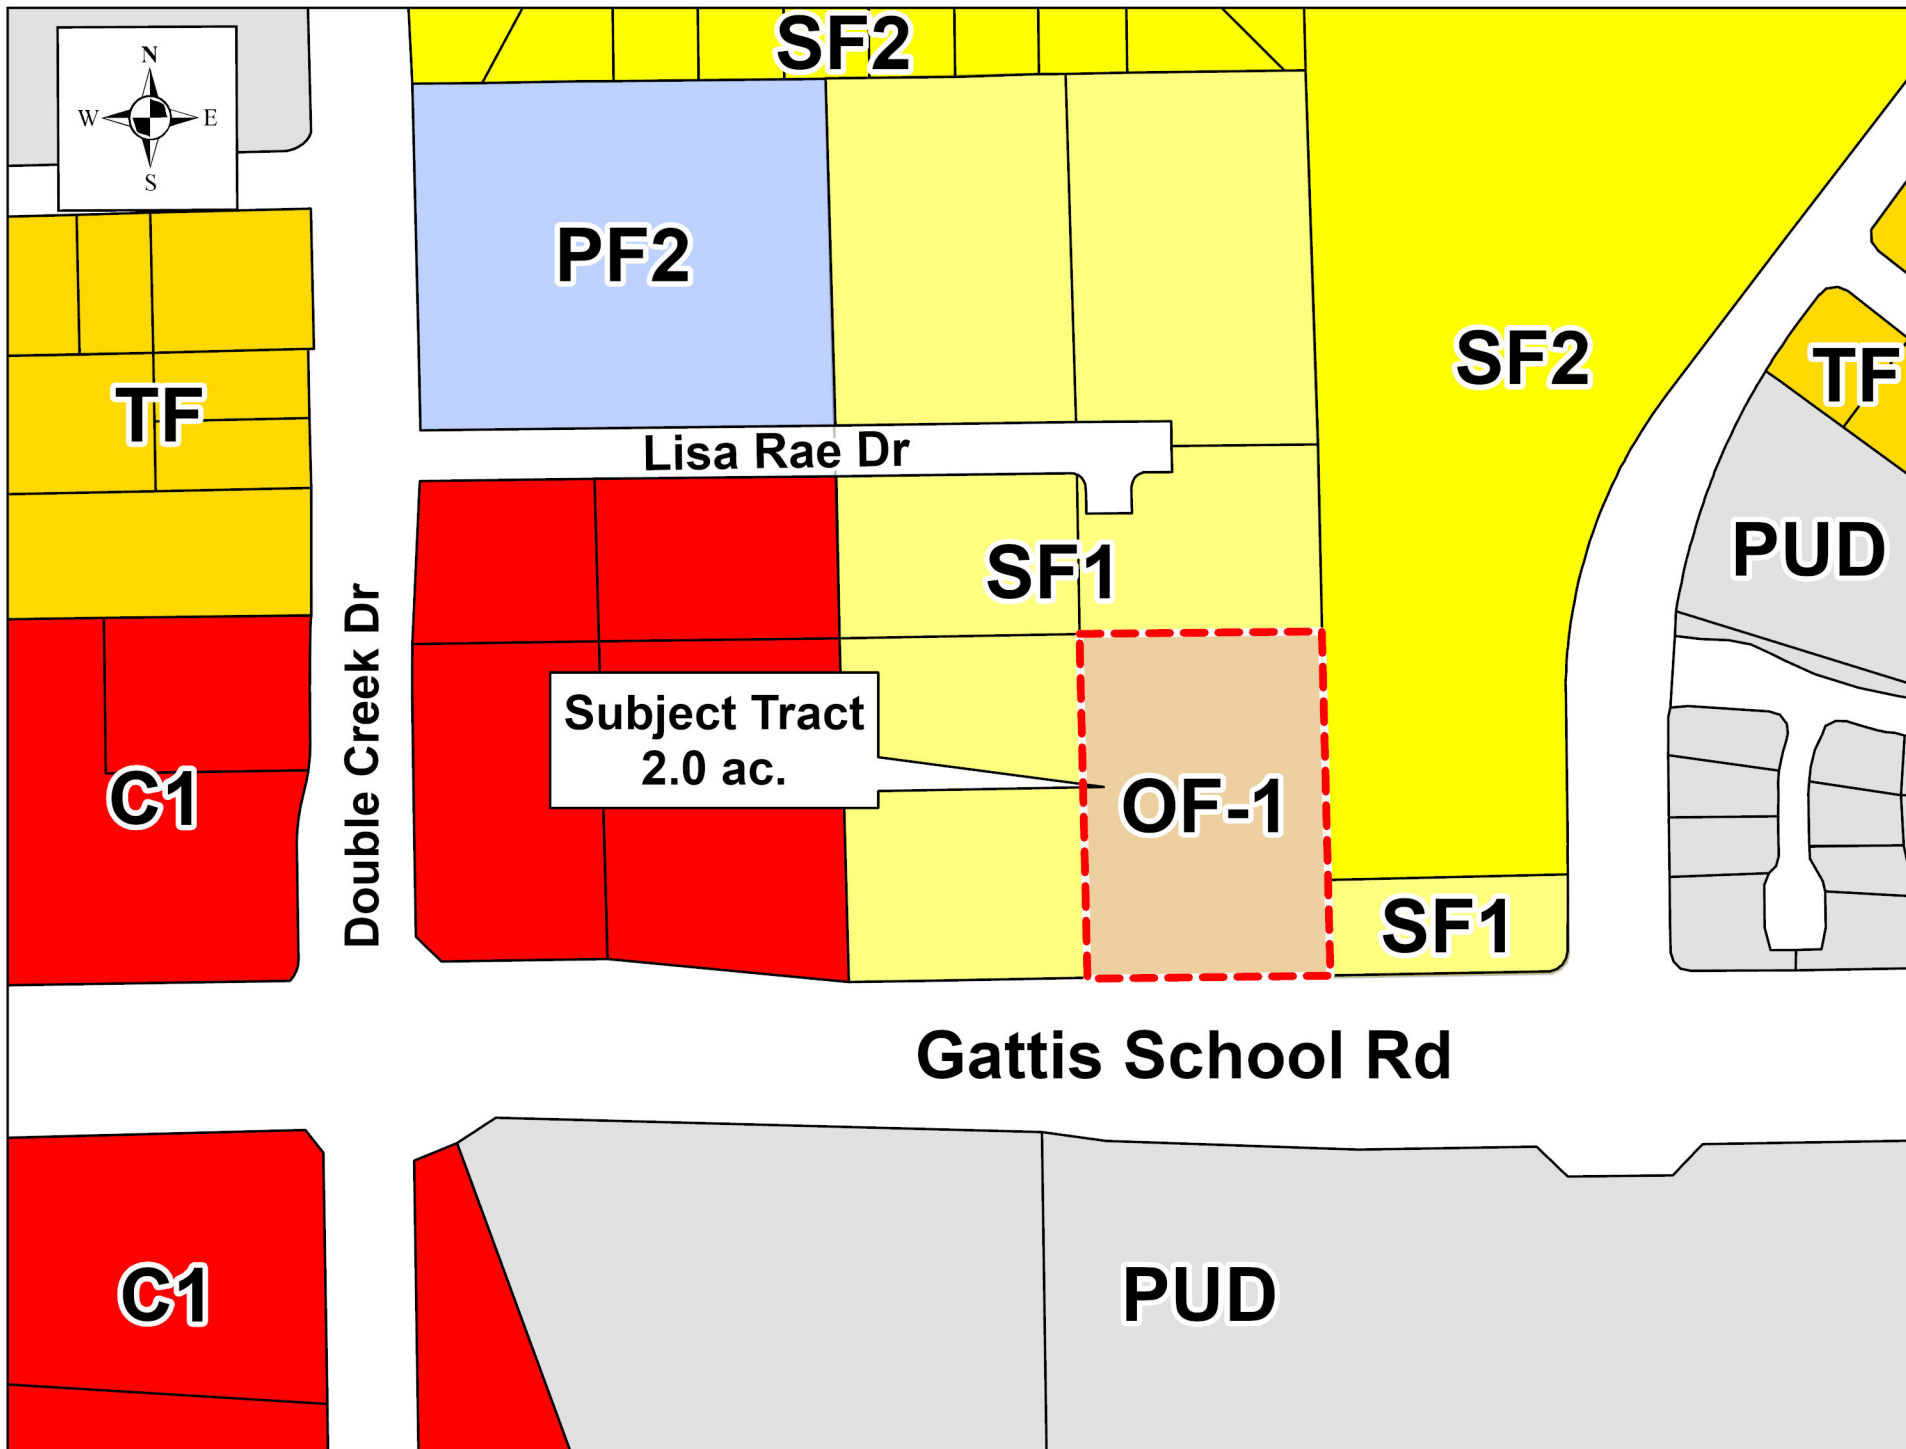 SF2
N
W E
S
PF2
SF2
TF
TF
Lisa Rae Dr
PUD
SF1
Double Creek Dr
Subject Tract
2.0 ac.
C1
OF-1
SF1
Gattis School Rd
C1
PUD